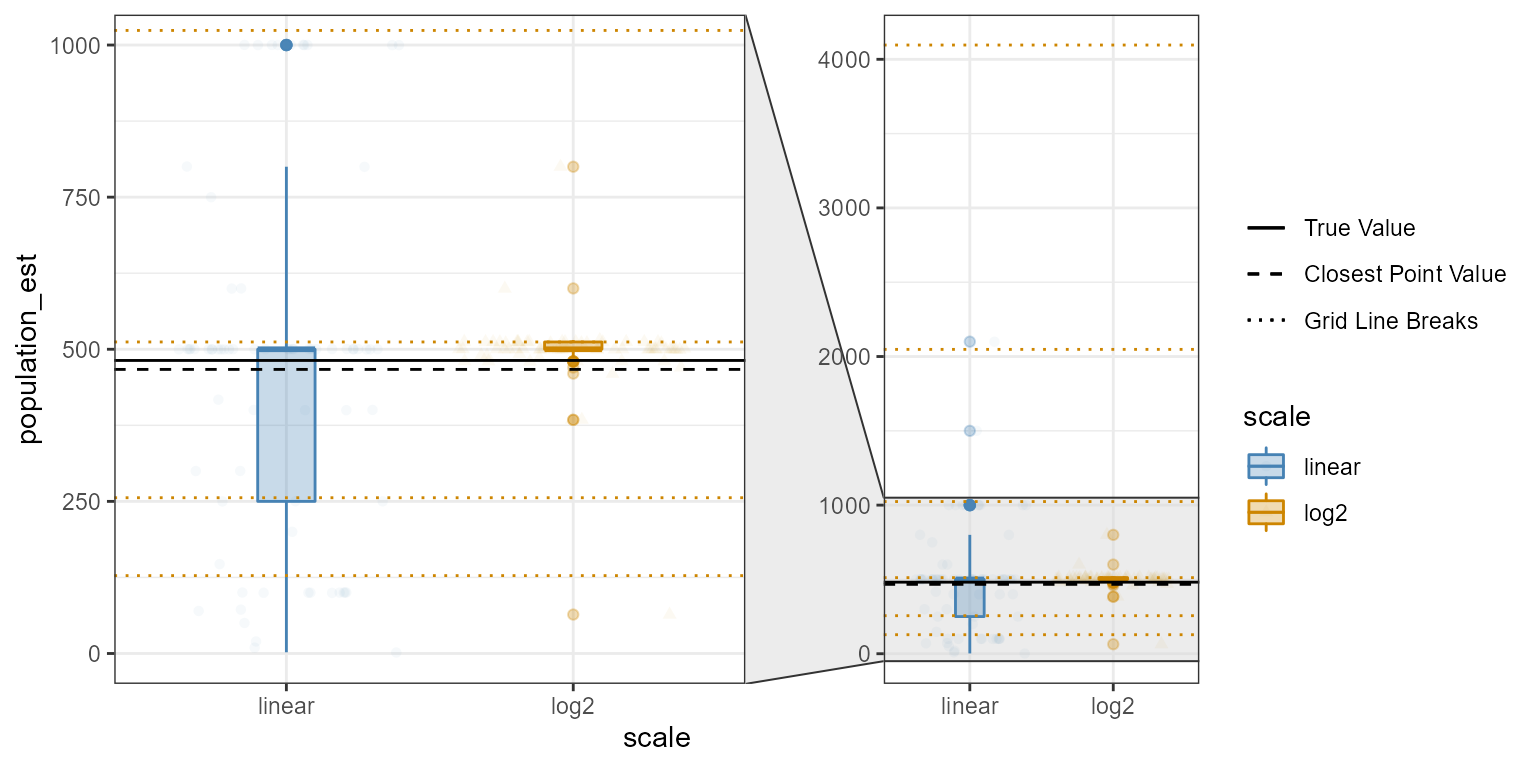 population_est
1000
750
500
250
0
linear
log2
scale
4000
3000
2000
1000
0
linear
log2
True Value
Closest Point Value
Grid Line Breaks
scale
linear
log2